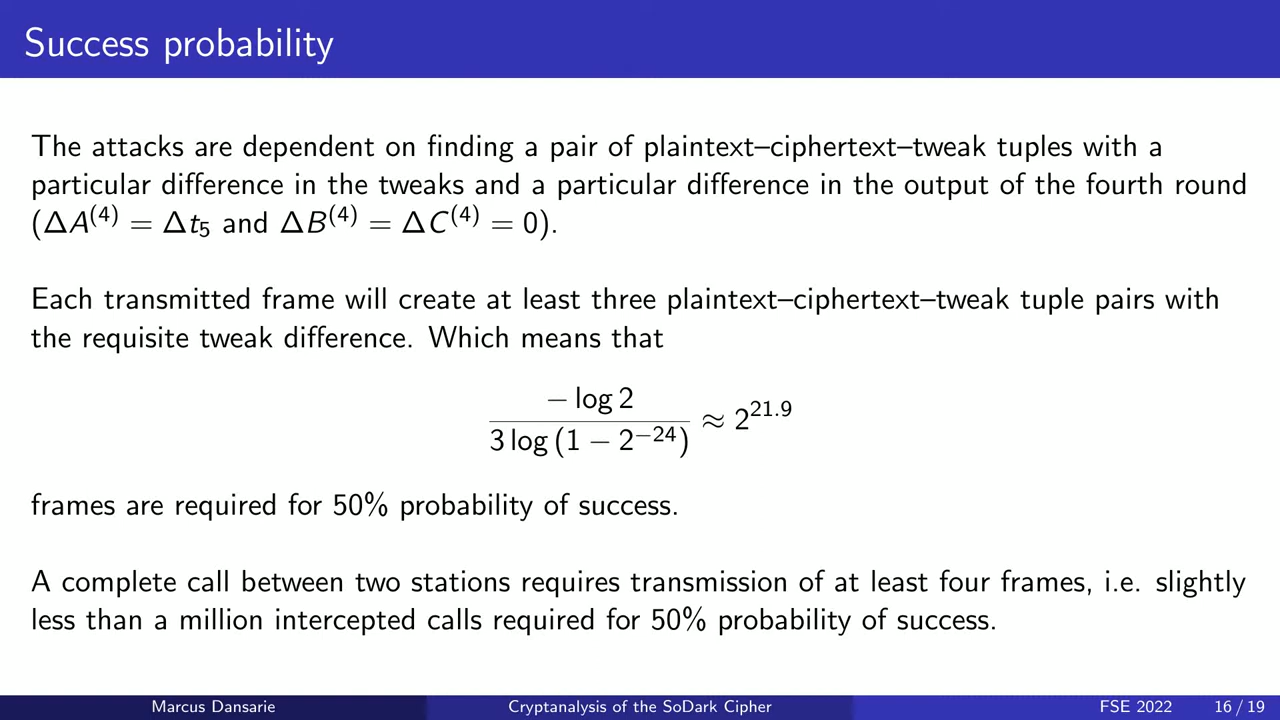 Success probability
The attacks are dependent on finding a pair of plaintext–ciphertext–tweak tuples with a
particular difference in the tweaks and a particular difference in the output of the fourth round
(ΔA⁽⁴⁾ = Δt₅ and ΔB⁽⁴⁾ = ΔC⁽⁴⁾ = 0).
Each transmitted frame will create at least three plaintext–ciphertext–tweak tuple pairs with
the requisite tweak difference. Which means that
− log 2
3 log (1 − 2⁻²⁴)
≈ 2²¹·⁹
frames are required for 50% probability of success.
A complete call between two stations requires transmission of at least four frames, i.e. slightly
less than a million intercepted calls required for 50% probability of success.
Marcus Dansarie
Cryptanalysis of the SoDark Cipher
FSE 2022
16 / 19